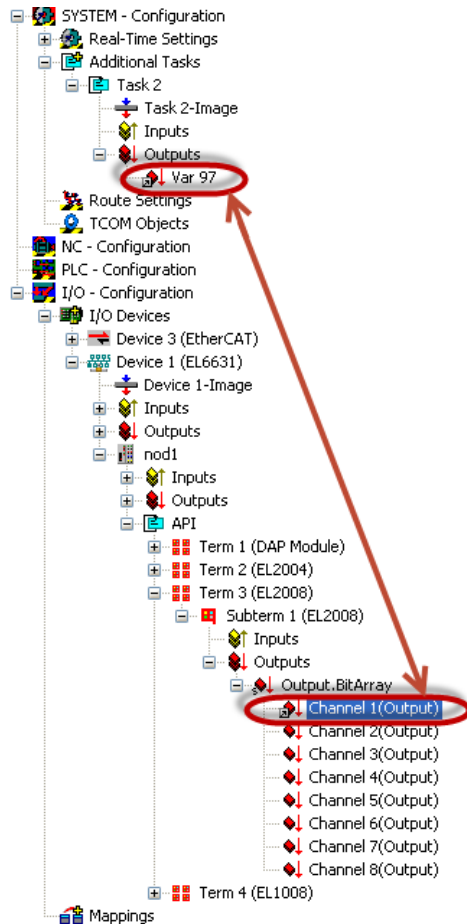 SYSTEM - Configuration
Real-Time Settings
Additional Tasks
Task 2
Task 2-Image
Inputs
Outputs
Var 97
Route Settings
TCOM Objects
NC - Configuration
PLC - Configuration
I/O - Configuration
I/O Devices
Device 3 (EtherCAT)
Device 1 (EL6631)
Device 1-Image
Inputs
Outputs
nod1
Inputs
Outputs
API
Term 1 (DAP Module)
Term 2 (EL2004)
Term 3 (EL2008)
Subterm 1 (EL2008)
Inputs
Outputs
Output.BitArray
Channel 1(Output)
Channel 2(Output)
Channel 3(Output)
Channel 4(Output)
Channel 5(Output)
Channel 6(Output)
Channel 7(Output)
Channel 8(Output)
Term 4 (EL1008)
Mappings